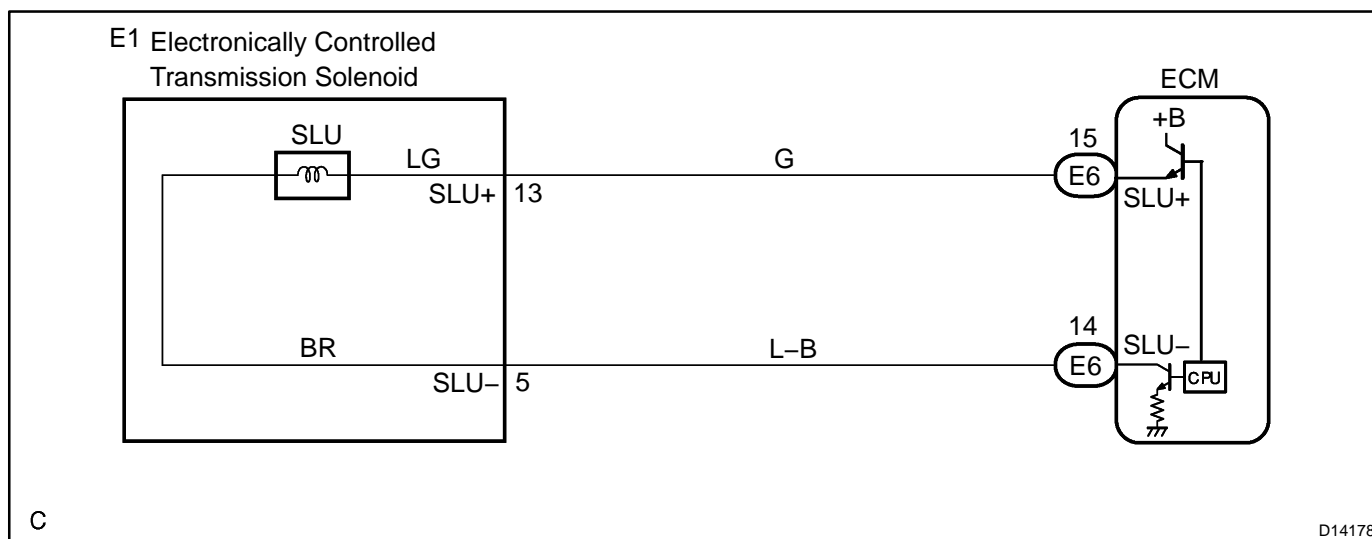 E1 Electronically Controlled
Transmission Solenoid
ECM
SLU
LG
G
15
E6
+B
SLU+
13
SLU+
BR
L−B
14
E6
SLU−
CPU
SLU−
5
C
D14178